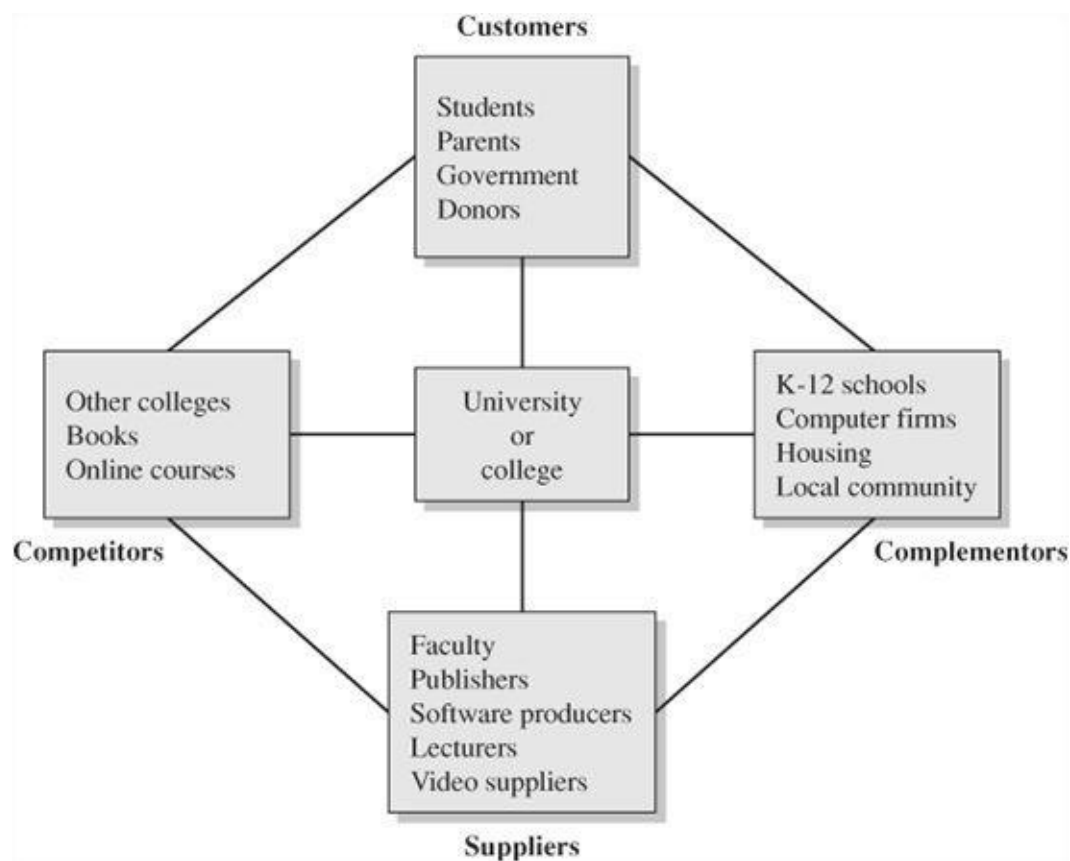 Customers
Students
Parents
Government
Donors
Other colleges
Books
Online courses
Competitors
University
or
college
K-12 schools
Computer firms
Housing
Local community
Complementors
Faculty
Publishers
Software producers
Lecturers
Video suppliers
Suppliers